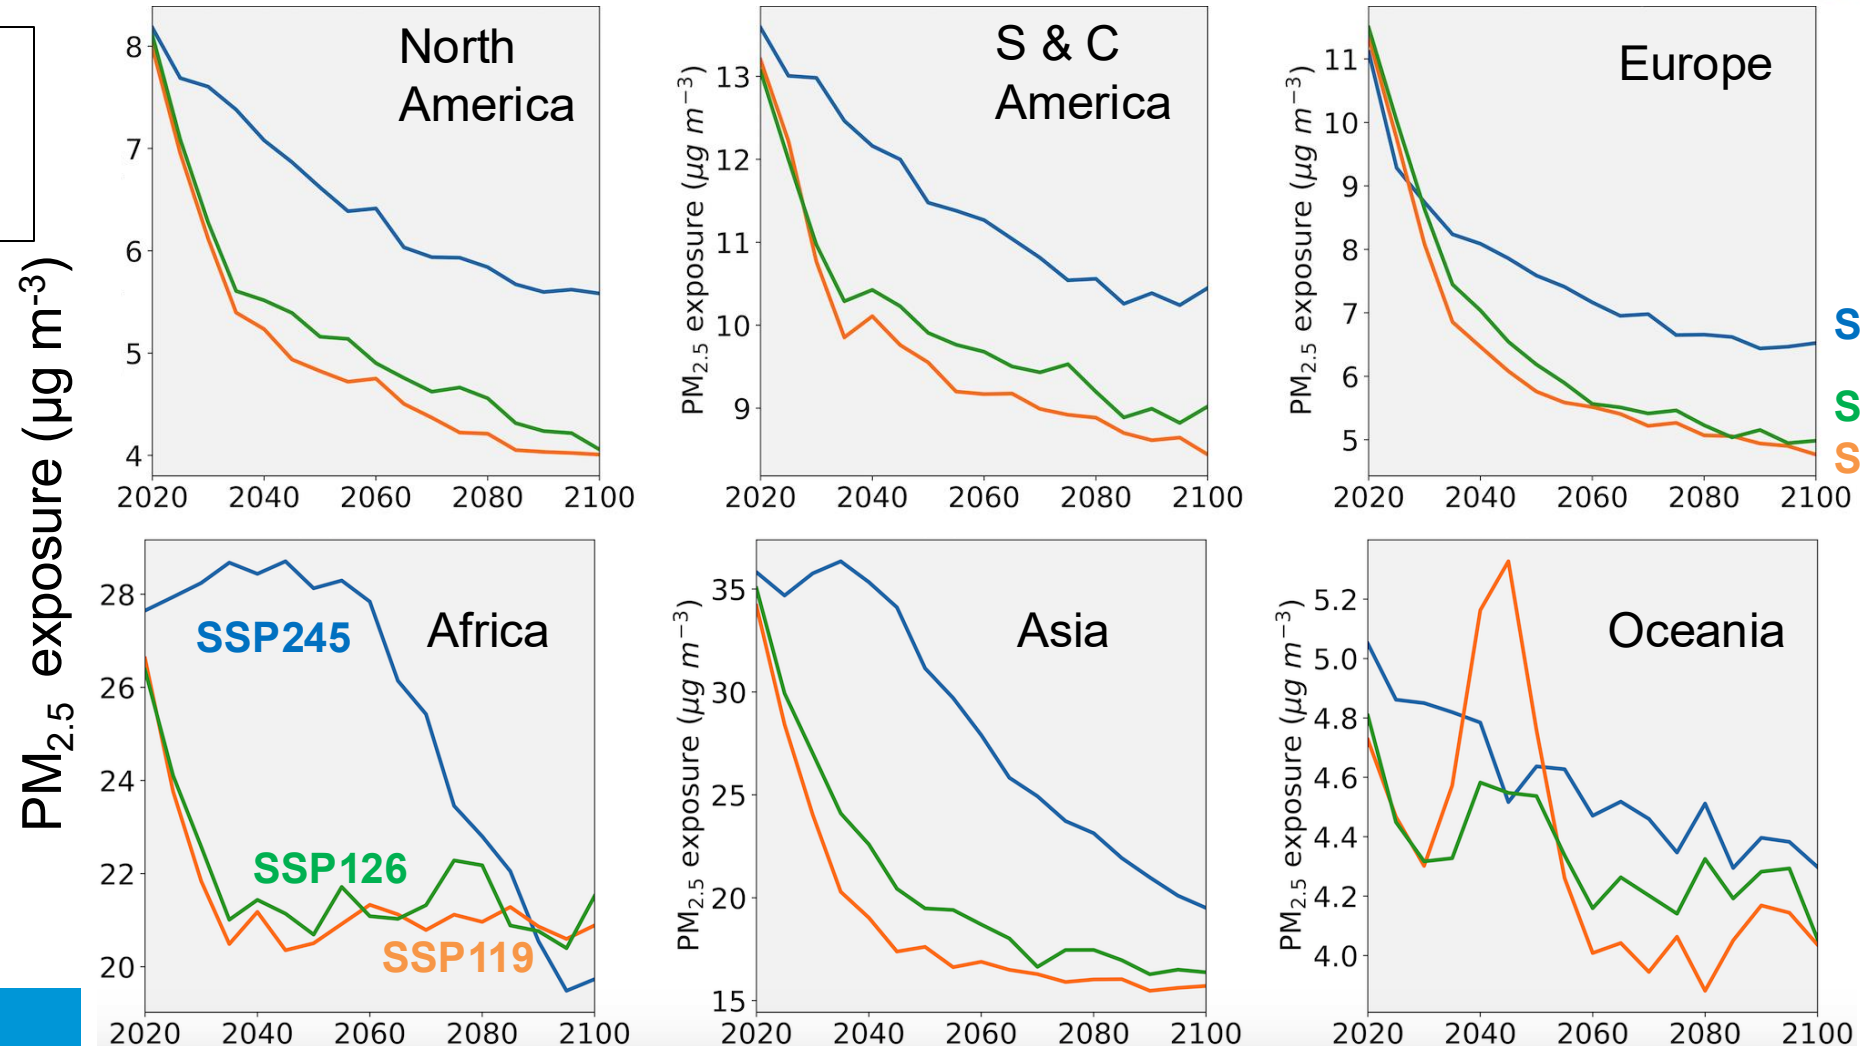 PM2.5 exposure (µg m-3)
North
America
8
7
6
5
4
2020 2040 2060 2080 2100
S & C
America
PM2.5 exposure (µg m−3)
13
12
11
10
9
2020 2040 2060 2080 2100
Europe
PM2.5 exposure (µg m−3)
11
10
9
8
7
6
5
2020 2040 2060 2080 2100
S
S
S
Africa
SSP245
SSP126
SSP119
28
26
24
22
20
2020 2040 2060 2080 2100
Asia
PM2.5 exposure (µg m−3)
35
30
25
20
15
2020 2040 2060 2080 2100
Oceania
PM2.5 exposure (µg m−3)
5.2
5.0
4.8
4.6
4.4
4.2
4.0
2020 2040 2060 2080 2100